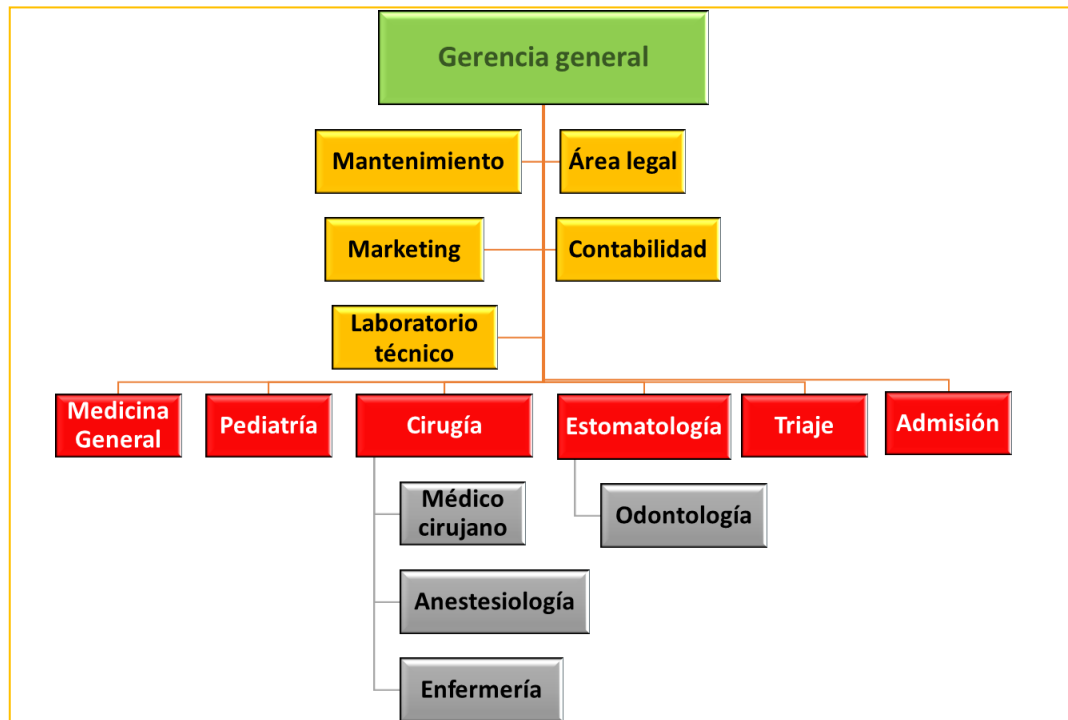 Gerencia general
Mantenimiento
Área legal
Marketing
Contabilidad
Laboratorio
técnico
Medicina
General
Pediatría
Cirugía
Estomatología
Triaje
Admisión
Médico
cirujano
Odontología
Anestesiología
Enfermería